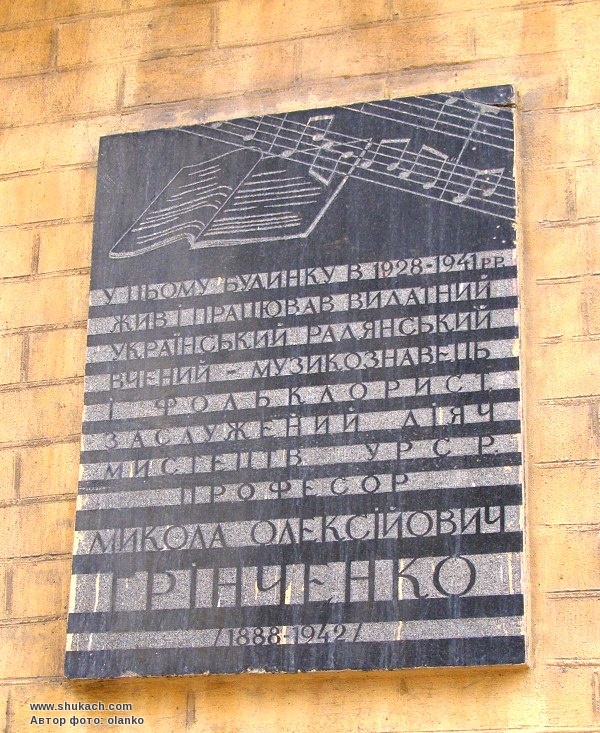 У ЦЬОМУ БУДИНКУ В 1928-1941 Р.Р.
ЖИВ І ПРАЦЮВАВ ВИДАТНИЙ
УКРАЇНСЬКИЙ РАДЯНСЬКИЙ
ВЧЕНИЙ - МУЗИКОЗНАВЕЦЬ
І ФОЛЬКЛОРИСТ
ЗАСЛУЖЕНИЙ ДІЯЧ
МИСТЕЦТВ УРСР.
ПРОФЕСОР
МИКОЛА ОЛЕКСІЙОВИЧ
ГРІНЧЕНКО
/1888-1942/
www.shukach.com
Автор фото: olanko